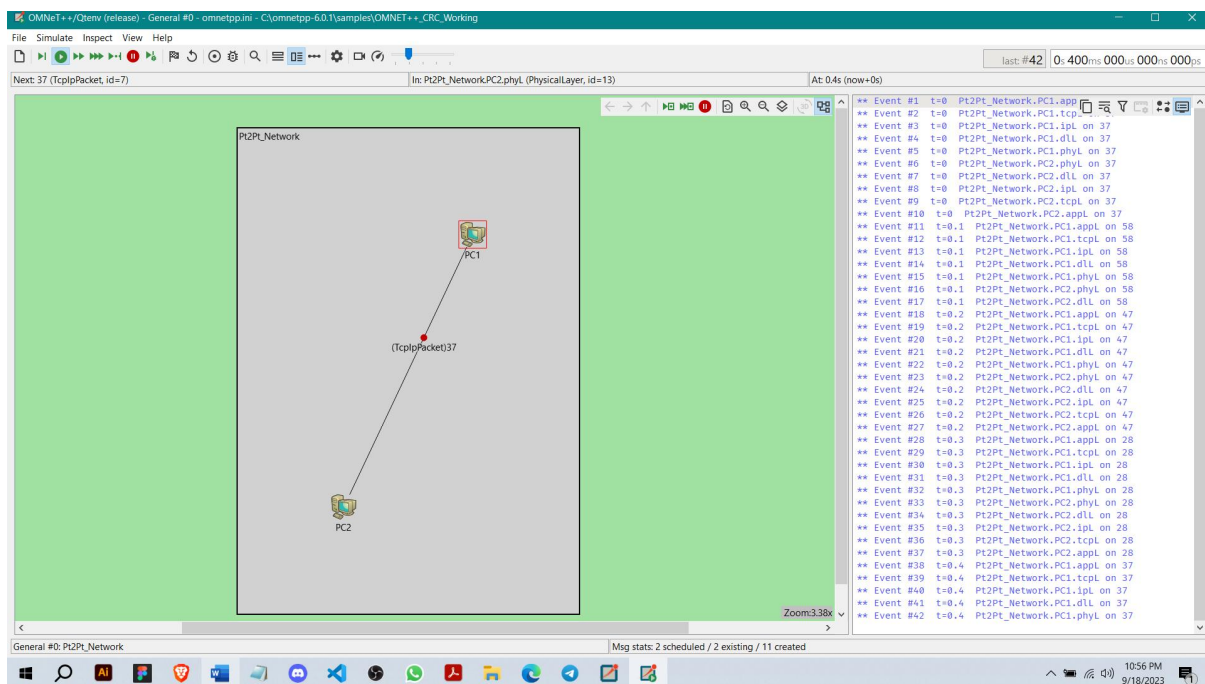 OMNeT++/Qtenv (release) - General #0 - omnetpp.ini - C:\omnetpp-6.0.1\samples\OMNET++_CRC_Working
File Simulate Inspect View Help
last: #42 0s 400ms 000us 000ns 000ps
Next: 37 (TcpIpPacket, id=7) In: Pt2Pt_Network.PC2.phyL (PhysicalLayer, id=13) At: 0.4s (now+0s)
Pt2Pt_Network
PC1
(TcpIpPacket)37
PC2
Zoom:3.38x
** Event #1 t=0 Pt2Pt_Network.PC1.app
** Event #2 t=0 Pt2Pt_Network.PC1.tcp
** Event #3 t=0 Pt2Pt_Network.PC1.ipL on 37
** Event #4 t=0 Pt2Pt_Network.PC1.dlL on 37
** Event #5 t=0 Pt2Pt_Network.PC1.phyL on 37
** Event #6 t=0 Pt2Pt_Network.PC2.phyL on 37
** Event #7 t=0 Pt2Pt_Network.PC2.dlL on 37
** Event #8 t=0 Pt2Pt_Network.PC2.ipL on 37
** Event #9 t=0 Pt2Pt_Network.PC2.tcpL on 37
** Event #10 t=0 Pt2Pt_Network.PC2.appL on 37
** Event #11 t=0.1 Pt2Pt_Network.PC1.appL on 58
** Event #12 t=0.1 Pt2Pt_Network.PC1.tcpL on 58
** Event #13 t=0.1 Pt2Pt_Network.PC1.ipL on 58
** Event #14 t=0.1 Pt2Pt_Network.PC1.dlL on 58
** Event #15 t=0.1 Pt2Pt_Network.PC1.phyL on 58
** Event #16 t=0.1 Pt2Pt_Network.PC2.phyL on 58
** Event #17 t=0.1 Pt2Pt_Network.PC2.dlL on 58
** Event #18 t=0.2 Pt2Pt_Network.PC1.appL on 47
** Event #19 t=0.2 Pt2Pt_Network.PC1.tcpL on 47
** Event #20 t=0.2 Pt2Pt_Network.PC1.ipL on 47
** Event #21 t=0.2 Pt2Pt_Network.PC1.dlL on 47
** Event #22 t=0.2 Pt2Pt_Network.PC1.phyL on 47
** Event #23 t=0.2 Pt2Pt_Network.PC2.phyL on 47
** Event #24 t=0.2 Pt2Pt_Network.PC2.dlL on 47
** Event #25 t=0.2 Pt2Pt_Network.PC2.ipL on 47
** Event #26 t=0.2 Pt2Pt_Network.PC2.tcpL on 47
** Event #27 t=0.2 Pt2Pt_Network.PC2.appL on 47
** Event #28 t=0.3 Pt2Pt_Network.PC1.appL on 28
** Event #29 t=0.3 Pt2Pt_Network.PC1.tcpL on 28
** Event #30 t=0.3 Pt2Pt_Network.PC1.ipL on 28
** Event #31 t=0.3 Pt2Pt_Network.PC1.dlL on 28
** Event #32 t=0.3 Pt2Pt_Network.PC1.phyL on 28
** Event #33 t=0.3 Pt2Pt_Network.PC2.phyL on 28
** Event #34 t=0.3 Pt2Pt_Network.PC2.dlL on 28
** Event #35 t=0.3 Pt2Pt_Network.PC2.ipL on 28
** Event #36 t=0.3 Pt2Pt_Network.PC2.tcpL on 28
** Event #37 t=0.3 Pt2Pt_Network.PC2.appL on 28
** Event #38 t=0.4 Pt2Pt_Network.PC1.appL on 37
** Event #39 t=0.4 Pt2Pt_Network.PC1.tcpL on 37
** Event #40 t=0.4 Pt2Pt_Network.PC1.ipL on 37
** Event #41 t=0.4 Pt2Pt_Network.PC1.dlL on 37
** Event #42 t=0.4 Pt2Pt_Network.PC1.phyL on 37
General #0: Pt2Pt_Network Msg stats: 2 scheduled / 2 existing / 11 created
Ai
10:56 PM
9/18/2023